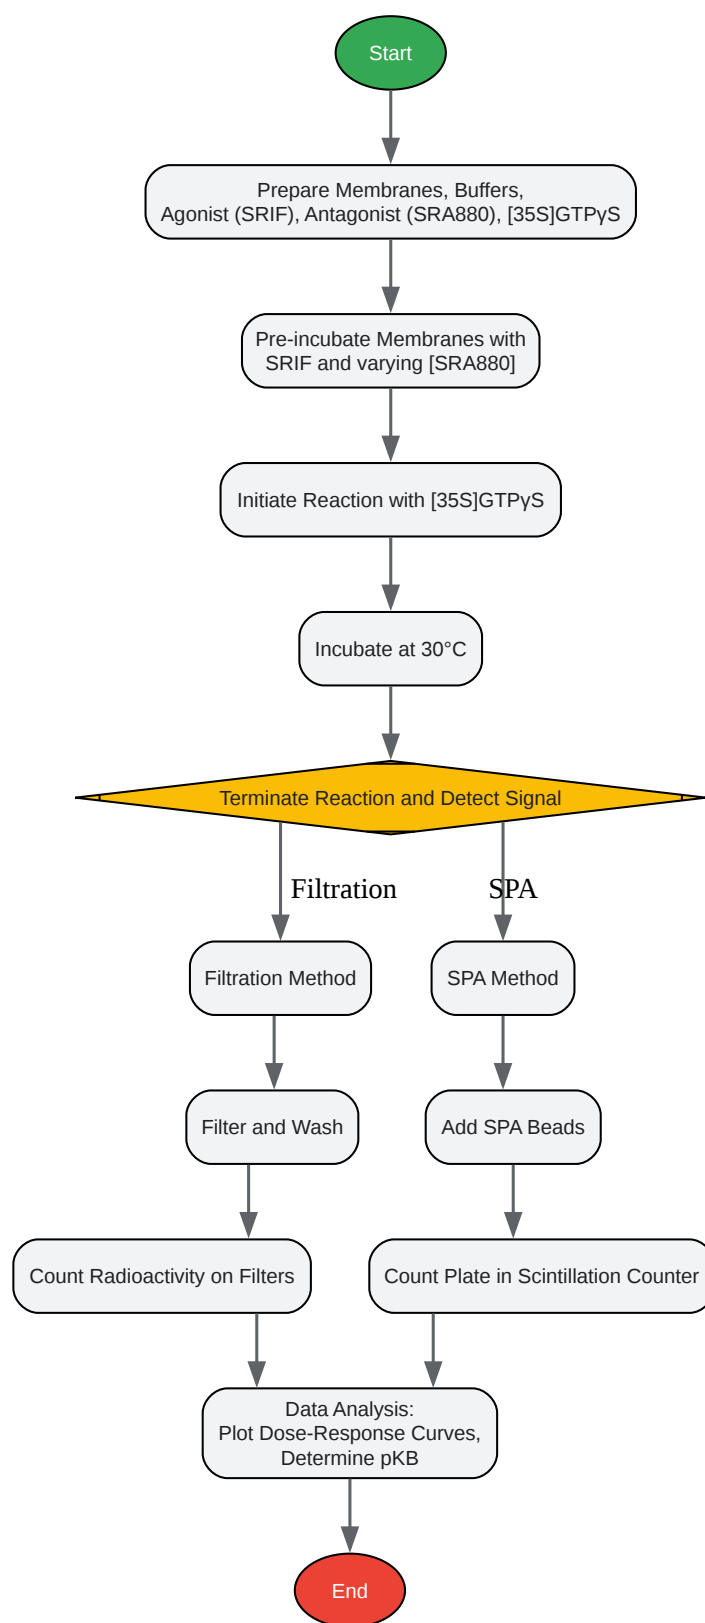 Start
Prepare Membranes, Buffers,
Agonist (SRIF), Antagonist (SRA880), [35S]GTPγS
Pre-incubate Membranes with
SRIF and varying [SRA880]
Initiate Reaction with [35S]GTPγS
Incubate at 30°C
Terminate Reaction and Detect Signal
Filtration
SPA
Filtration Method
SPA Method
Filter and Wash
Add SPA Beads
Count Radioactivity on Filters
Count Plate in Scintillation Counter
Data Analysis:
Plot Dose-Response Curves,
Determine pKB
End